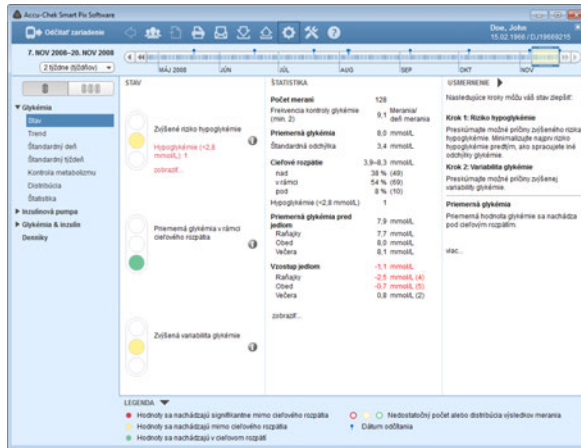 Accu-Chek Smart Pix Software
Odčítať zariadenie
Doe, John
15.02.1966 / DJ19669215
7. NOV 2008–20. NOV 2008
2 týždne (týždňov)
MÁJ 2008 JÚN JÚL AUG SEP OKT NOV
Glykémia
Stav
Trend
Štandardný deň
Štandardný týždeň
Kontrola metabolizmu
Distribúcia
Štatistika
Inzulínová pumpa
Glykémia & inzulín
Denníky
STAV
Zvýšené riziko hypoglykémie
Hypoglykémie (<2,8
mmol/L): 1
zobraziť...
Priemerná glykémia v rámci
cieľového rozpätia
Zvýšená variabilita glykémie
ŠTATISTIKA
Počet meraní 128
Frekvencia kontroly glykémie
(min. 2) 9,1 Merania/
deň merania
Priemerná glykémia 8,0 mmol/L
Štandardná odchýlka 3,4 mmol/L
Cieľové rozpätie 3,9–8,3 mmol/L
nad 38 % (49)
v rámci 54 % (69)
pod 8 % (10)
Hypoglykémie (<2,8 mmol/L) 1
Priemerná glykémia pred
jedlom 7,9 mmol/L
Raňajky 7,7 mmol/L
Obed 8,0 mmol/L
Večera 8,1 mmol/L
Vzostup jedlom -1,1 mmol/L
Raňajky -2,5 mmol/L (4)
Obed -0,7 mmol/L (5)
Večera 0,8 mmol/L (2)
zobraziť...
USMERNENIE
Nasledujúce kroky môžu váš stav zlepšiť:
Krok 1: Riziko hypoglykémie
Preskúmajte možné príčiny zvýšeného rizika
hypoglykémie. Minimalizujte najprv riziko
hypoglykémie predtým, ako spracujete iné
odchýlky glykémie.
Krok 2: Variabilita glykémie
Preskúmajte možné príčiny zvýšenej
variability glykémie.
Priemerná glykémia
Priemerná hodnota glykémie sa nachádza
pod cieľovým rozpätím.
viac...
LEGENDA
Hodnoty sa nachádzajú signifikantne mimo cieľového rozpätia
Hodnoty sa nachádzajú mimo cieľového rozpätia
Hodnoty sa nachádzajú v cieľovom rozpätí
Nedostatočný počet alebo distribúcia výsledkov merania
Dátum odčítania